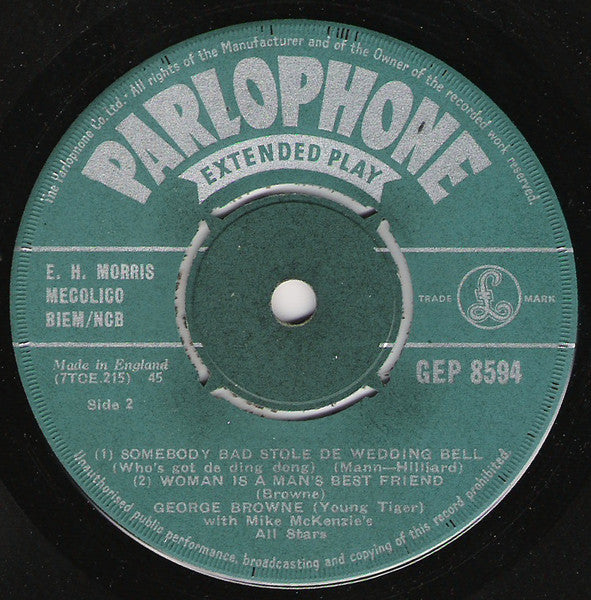 The Parlophone Co. Ltd. All rights of the Manufacturer and of the Owner of the recorded work reserved.
PARLOPHONE
EXTENDED PLAY
E. H. MORRIS
MECOLICO
BIEM/NCB
TRADE £ MARK
Made in England
(7TCE.215) 45
GEP 8594
Side 2
(1) SOMEBODY BAD STOLE DE WEDDING BELL
(Who's got de ding dong) (Mann—Hilliard)
(2) WOMAN IS A MAN'S BEST FRIEND
(Browne)
GEORGE BROWNE (Young Tiger)
with Mike McKenzie's
All Stars
Unauthorised public performance, broadcasting and copying of this record prohibited.